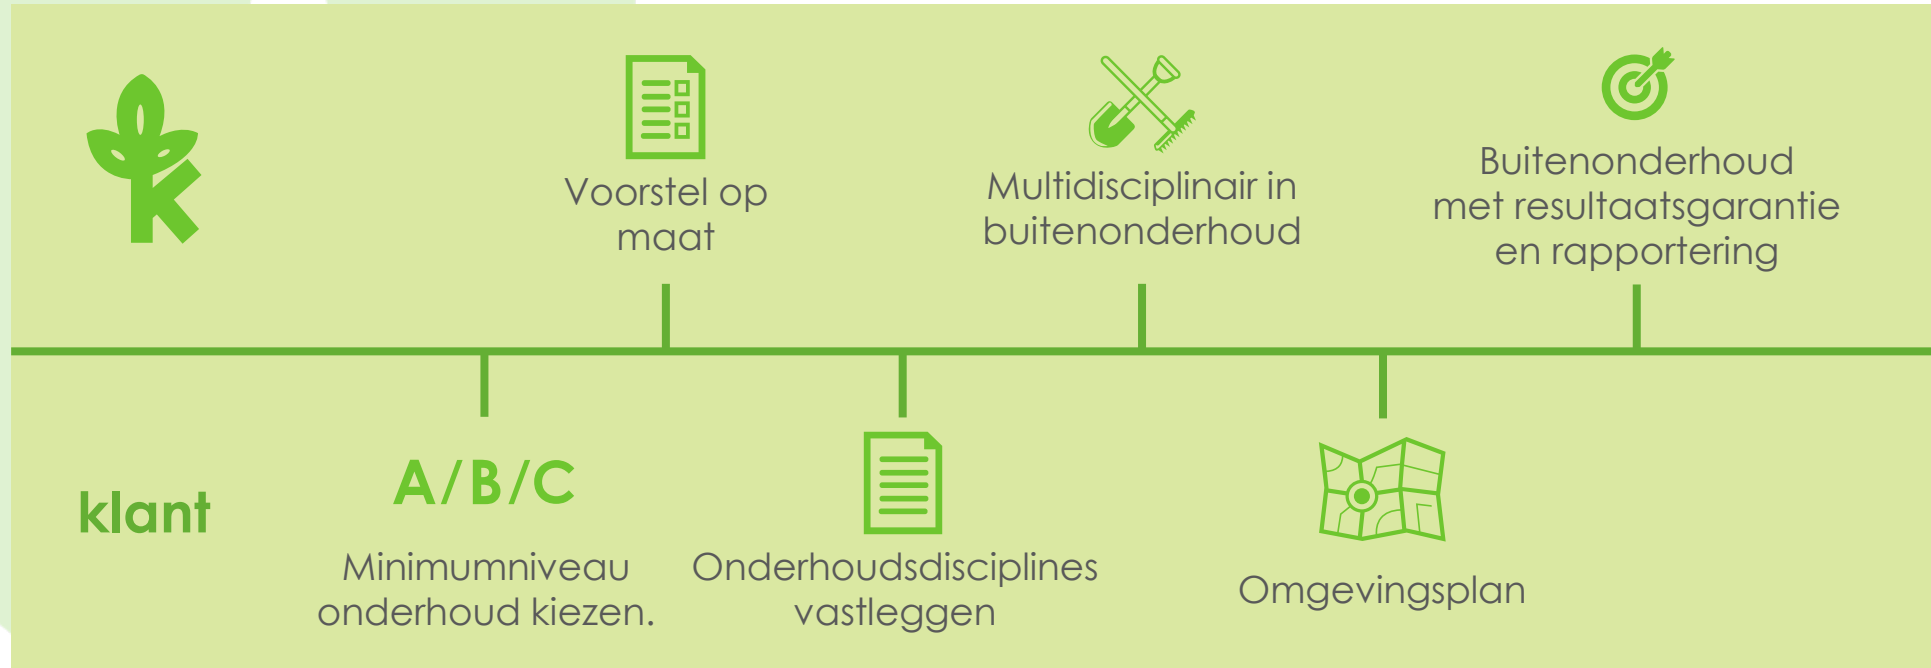 Voorstel op
maat
Multidisciplinair in
buitenonderhoud
Buitenonderhoud
met resultaatsgarantie
en rapportering
k
klant
A/B/C
Minimumniveau
onderhoud kiezen.
Onderhoudsdisciplines
vastleggen
Omgevingsplan